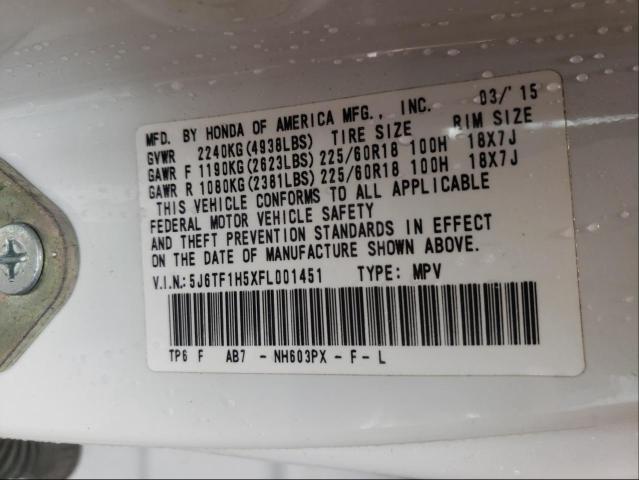 MFD. BY HONDA OF AMERICA MFG., INC. 03/'15
GVWR 2240KG(4938LBS) TIRE SIZE RIM SIZE
GAWR F 1190KG(2623LBS) 225/60R18 100H 18X7J
GAWR R 1080KG(2381LBS) 225/60R18 100H 18X7J
THIS VEHICLE CONFORMS TO ALL APPLICABLE
FEDERAL MOTOR VEHICLE SAFETY
AND THEFT PREVENTION STANDARDS IN EFFECT
ON THE DATE OF MANUFACTURE SHOWN ABOVE.
V.I.N.:5J6TF1H5XFL001451 TYPE: MPV
TP6 F AB7 - NH603PX - F - L